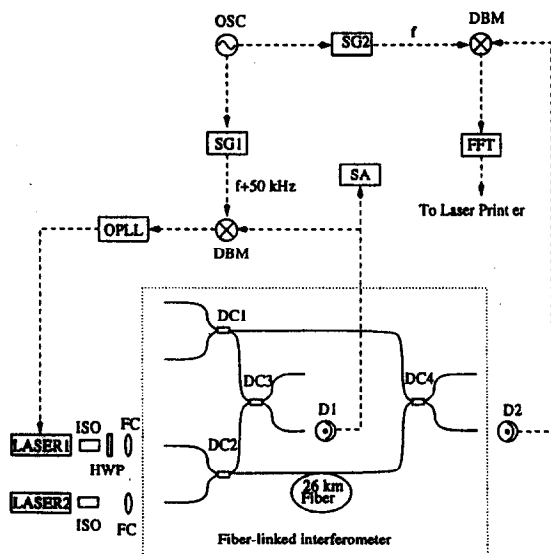 OSC
DBM
SG2
f
SG1
FFT
SA
f+50 kHz
To Laser Print er
OPLL
DBM
DC1
DC3
DC4
D1
D2
ISO
FC
LASER1
HWP
DC2
26 km
Fiber
LASER2
ISO
FC
Fiber-linked interferometer